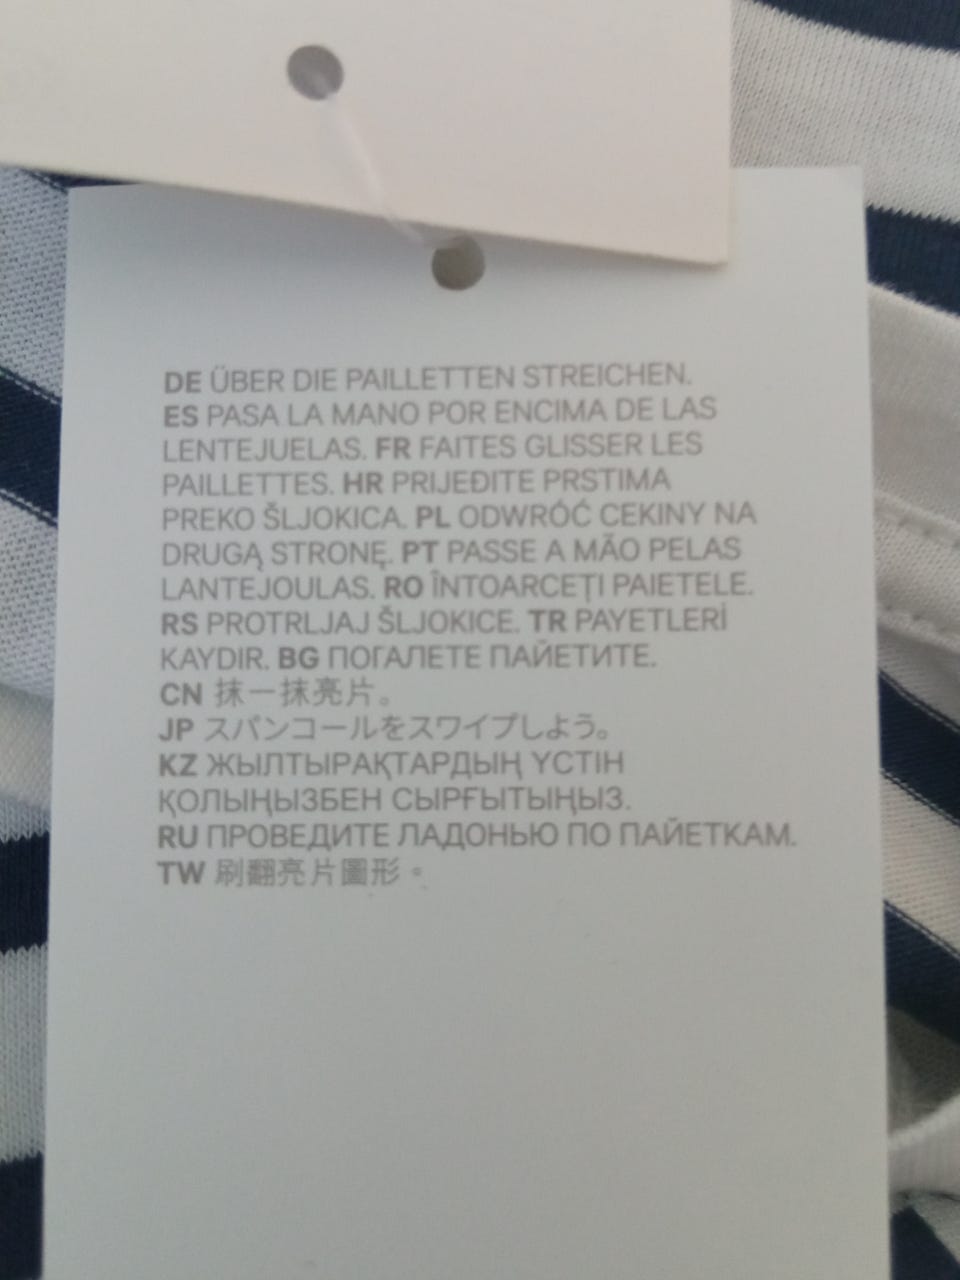 DE ÜBER DIE PAILLETTEN STREICHEN.
ES PASA LA MANO POR ENCIMA DE LAS
LENTEJUELAS. FR FAITES GLISSER LES
PAILLETTES. HR PRIJEĐITE PRSTIMA
PREKO ŠLJOKICA. PL ODWRÓĆ CEKINY NA
DRUGĄ STRONĘ. PT PASSE A MÃO PELAS
LANTEJOULAS. RO ÎNTOARCEȚI PAIETELE.
RS PROTRLJAJ ŠLJOKICE. TR PAYETLERİ
KAYDIR. BG ПОГАЛЕТЕ ПАЙЕТИТЕ.
CN 抹一抹亮片。
JP スパンコールをスワイプしよう。
KZ ЖЫЛТЫРАҚТАРДЫҢ ҮСТІН
ҚОЛЫҢЫЗБЕН СЫРҒЫТЫҢЫЗ.
RU ПРОВЕДИТЕ ЛАДОНЬЮ ПО ПАЙЕТКАМ.
TW 刷翻亮片圖形。